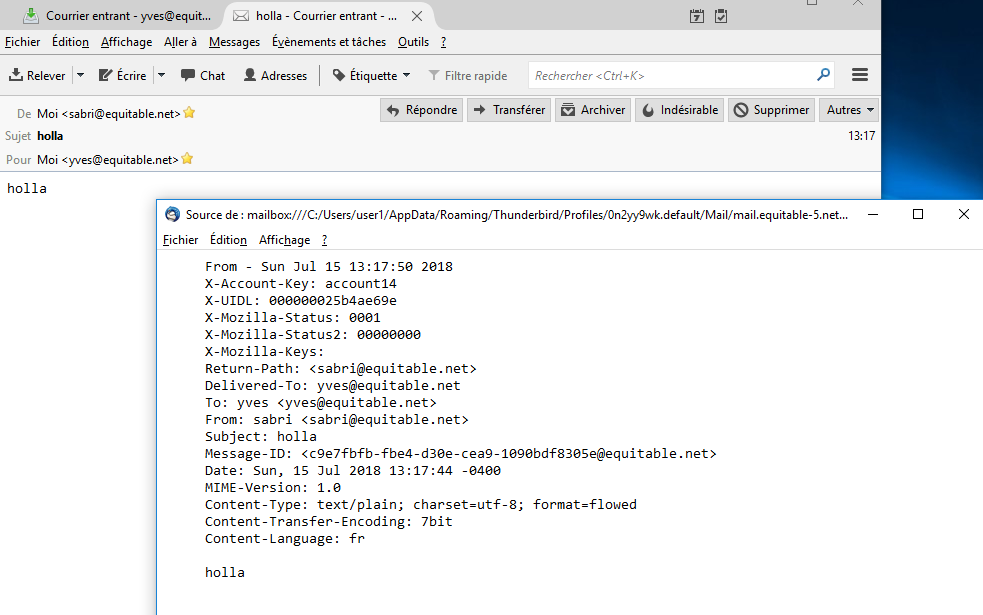 Courrier entrant - yves@equit...
holla - Courrier entrant - ...
Fichier Édition Affichage Aller à Messages Évènements et tâches Outils ?
Relever Écrire Chat Adresses Étiquette Filtre rapide Rechercher <Ctrl+K>
De Moi <sabri@equitable.net> Répondre Transférer Archiver Indésirable Supprimer Autres
Sujet holla 13:17
Pour Moi <yves@equitable.net>
holla
Source de : mailbox:///C:/Users/user1/AppData/Roaming/Thunderbird/Profiles/0n2yy9wk.default/Mail/mail.equitable-5.net...
Fichier Édition Affichage ?
From - Sun Jul 15 13:17:50 2018
X-Account-Key: account14
X-UIDL: 000000025b4ae69e
X-Mozilla-Status: 0001
X-Mozilla-Status2: 00000000
X-Mozilla-Keys:
Return-Path: <sabri@equitable.net>
Delivered-To: yves@equitable.net
To: yves <yves@equitable.net>
From: sabri <sabri@equitable.net>
Subject: holla
Message-ID: <c9e7fbfb-fbe4-d30e-cea9-1090bdf8305e@equitable.net>
Date: Sun, 15 Jul 2018 13:17:44 -0400
MIME-Version: 1.0
Content-Type: text/plain; charset=utf-8; format=flowed
Content-Transfer-Encoding: 7bit
Content-Language: fr
holla